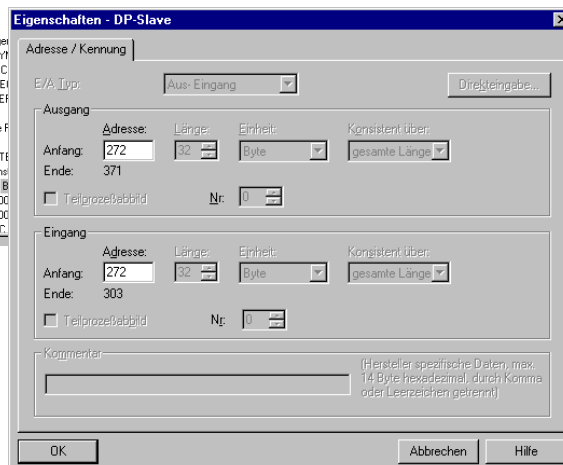 Eigenschaften - DP-Slave
Adresse / Kennung
E/A Typ: Aus- Eingang Direkteingabe...
Ausgang
Adresse: Länge: Einheit: Konsistent über:
Anfang: 272 32 Byte gesamte Länge
Ende: 371
Teilprozeßabbild Nr: 0
Eingang
Adresse: Länge: Einheit: Konsistent über:
Anfang: 272 32 Byte gesamte Länge
Ende: 303
Teilprozeßabbild Nr: 0
Kommentar
(Hersteller spezifische Daten, max.
14 Byte hexadezimal, durch Komma
oder Leerzeichen getrennt)
OK Abbrechen Hilfe